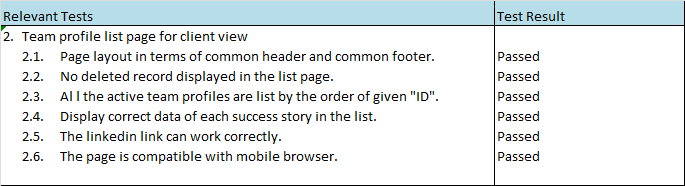 Relevant Tests Test Result
2. Team profile list page for client view
2.1. Page layout in terms of common header and common footer. Passed
2.2. No deleted record displayed in the list page. Passed
2.3. Al l the active team profiles are list by the order of given "ID". Passed
2.4. Display correct data of each success story in the list. Passed
2.5. The linkedin link can work correctly. Passed
2.6. The page is compatible with mobile browser. Passed